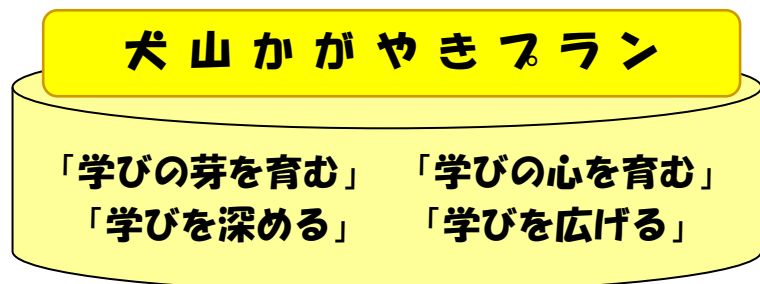 犬山かがやきプラン
「学びの芽を育む」 「学びの心を育む」
「学びを深める」 「学びを広げる」